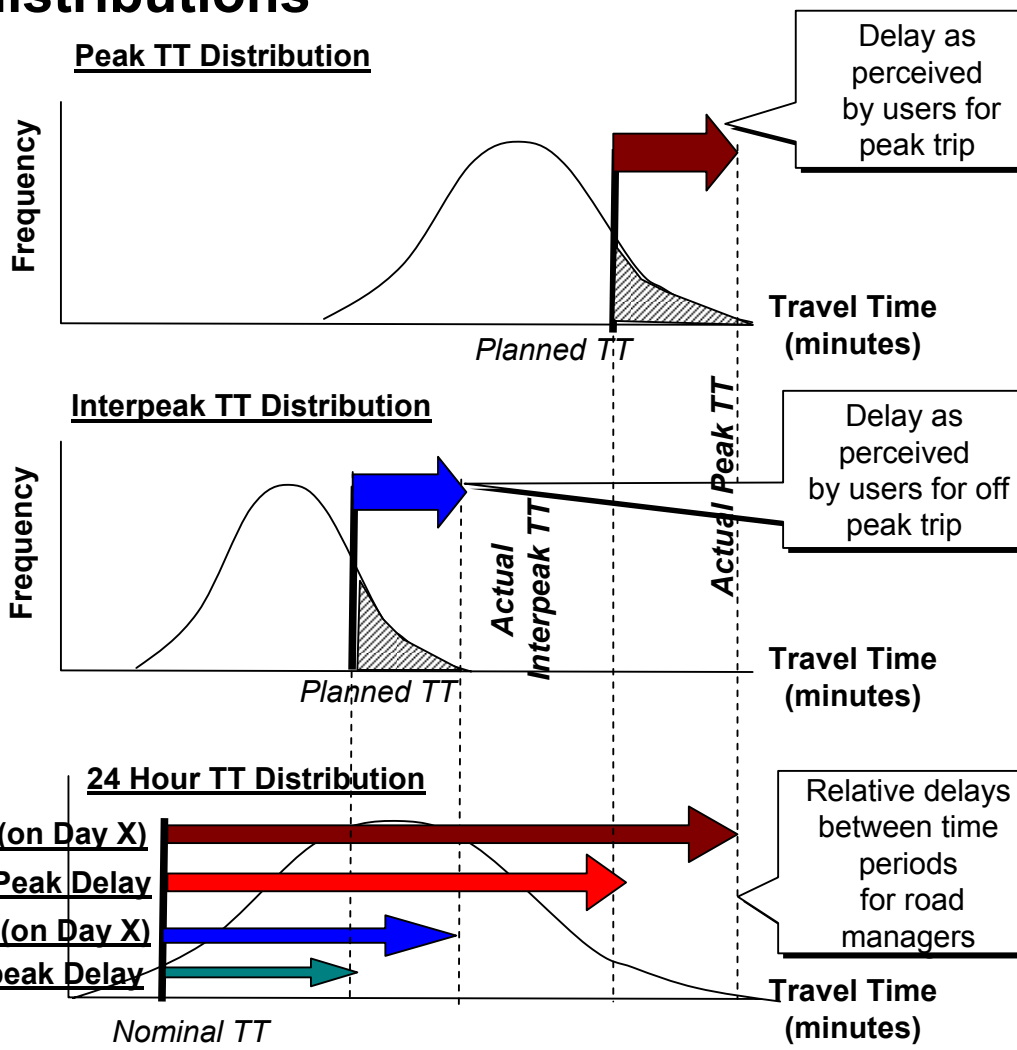 Peak TT Distribution
Delay as
perceived
by users for
peak trip
Frequency
Travel Time
(minutes)
Planned TT
Interpeak TT Distribution
Actual Peak TT
Delay as
perceived
by users for off
peak trip
Frequency
Actual
Interpeak TT
Travel Time
(minutes)
Planned TT
24 Hour TT Distribution
Relative delays
between time
periods
for road
managers
(on Day X)
Peak Delay
(on Day X)
Delay
Travel Time
(minutes)
Nominal TT